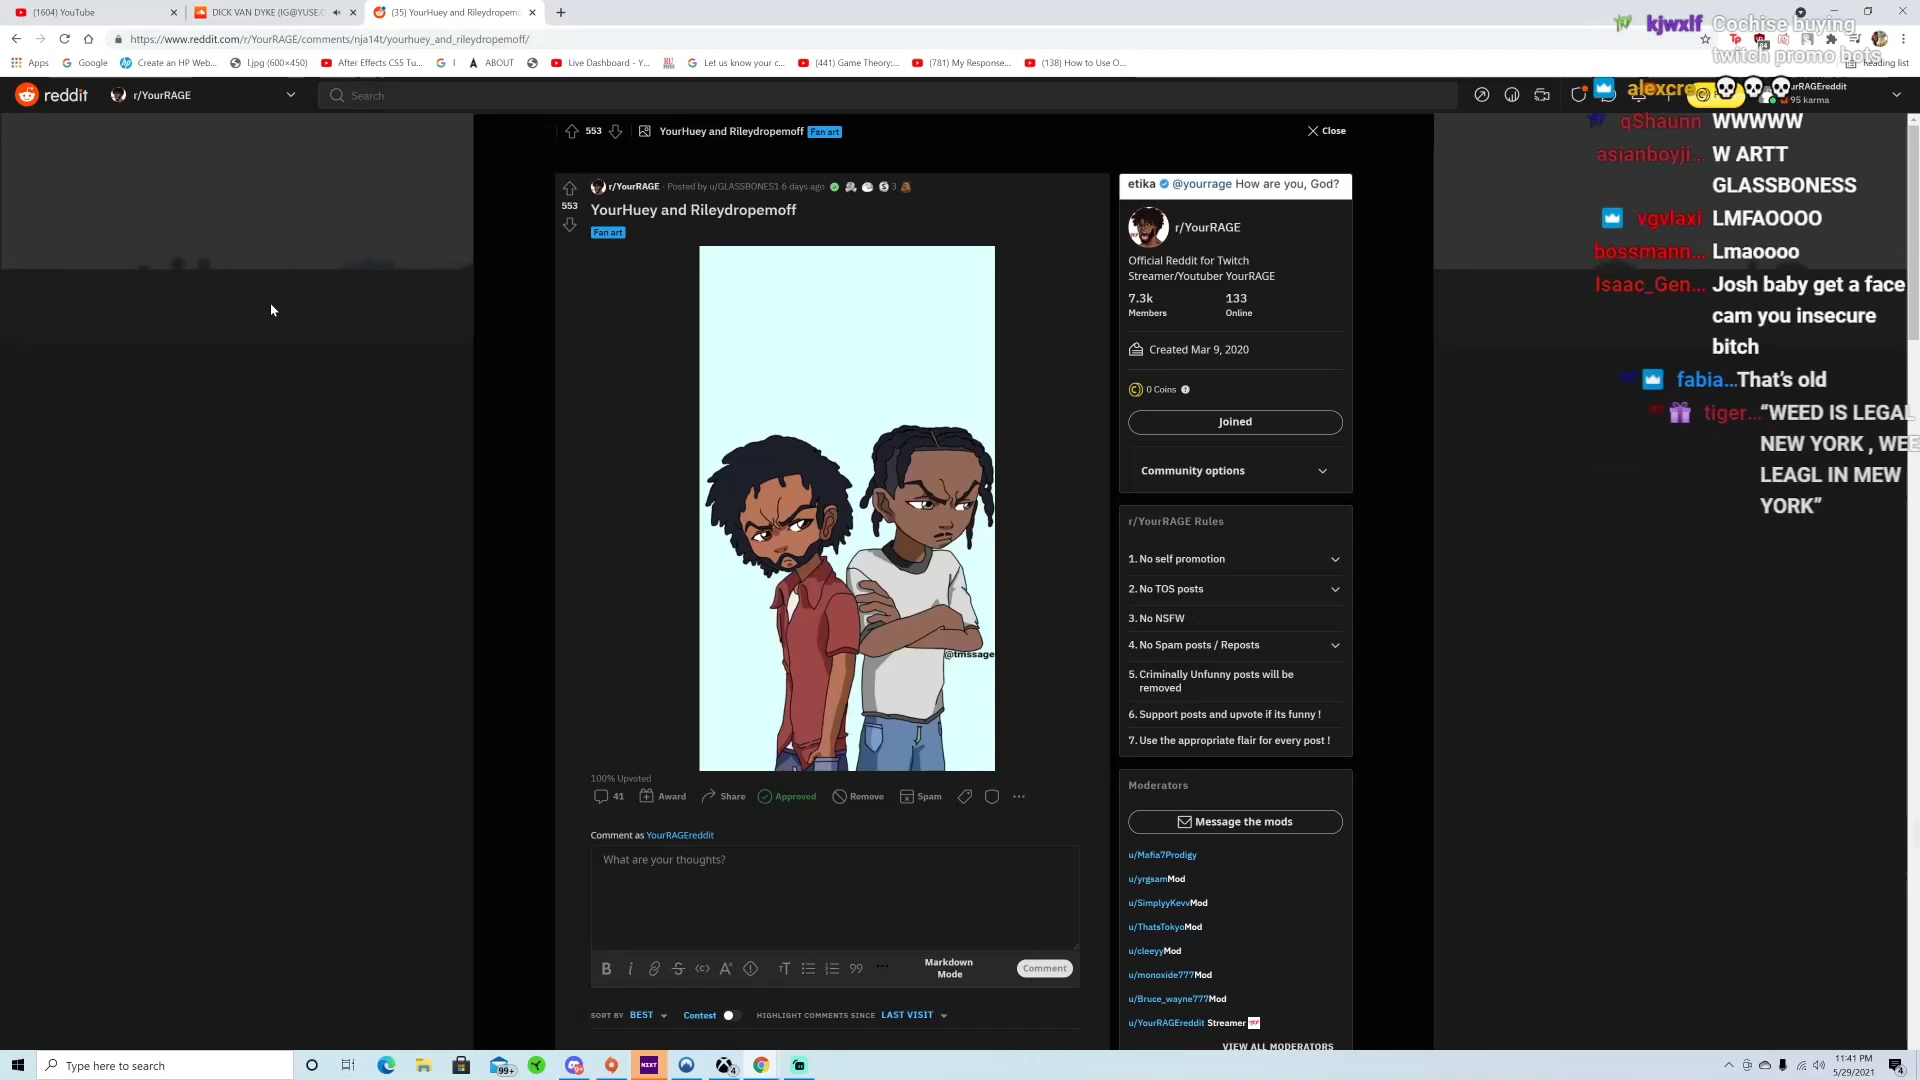 (1604) YouTube
DICK VAN DYKE (IG@YUSE.C
(35) YourHuey and Rileydropemo
https://www.reddit.com/r/YourRAGE/comments/nja14t/yourhuey_and_rileydropemoff/
Apps
Google
Create an HP Web...
l.jpg (600×450)
After Effects CS5 Tu...
I
ABOUT
Live Dashboard - Y...
Let us know your c...
(441) Game Theory:...
(781) My Response...
(138) How to Use O...
Reading list
kjwxlf Cochise buying
twitch promo bots
alexcre
qShaunn WWWWW
asianboyji... W ARTT
GLASSBONESS
vgvlaxi LMFAOOOO
bossmann... Lmaoooo
Isaac_Gen... Josh baby get a face
cam you insecure
bitch
fabia... That's old
tiger... “WEED IS LEGAL
NEW YORK , WEE
LEAGL IN MEW
YORK”
reddit
r/YourRAGE
Search
urRAGEreddit
95 karma
553
YourHuey and Rileydropemoff
Fan art
Close
r/YourRAGE · Posted by u/GLASSBONES1 6 days ago
3
553
YourHuey and Rileydropemoff
Fan art
@tmssage
100% Upvoted
41
Award
Share
Approved
Remove
Spam
Comment as YourRAGEreddit
What are your thoughts?
Markdown
Mode
Comment
SORT BY BEST
Contest
HIGHLIGHT COMMENTS SINCE LAST VISIT
etika @yourrage How are you, God?
r/YourRAGE
Official Reddit for Twitch
Streamer/Youtuber YourRAGE
7.3k
133
Members
Online
Created Mar 9, 2020
0 Coins
Joined
Community options
r/YourRAGE Rules
1. No self promotion
2. No TOS posts
3. No NSFW
4. No Spam posts / Reposts
5. Criminally Unfunny posts will be
removed
6. Support posts and upvote if its funny !
7. Use the appropriate flair for every post !
Moderators
Message the mods
u/Mafia7Prodigy
u/yrgsamMod
u/SimplyyKevvMod
u/ThatsTokyoMod
u/cleeyyMod
u/monoxide777Mod
u/Bruce_wayne777Mod
u/YourRAGEreddit Streamer
VIEW ALL MODERATORS
Type here to search
99+
NZXT
11:41 PM
5/29/2021